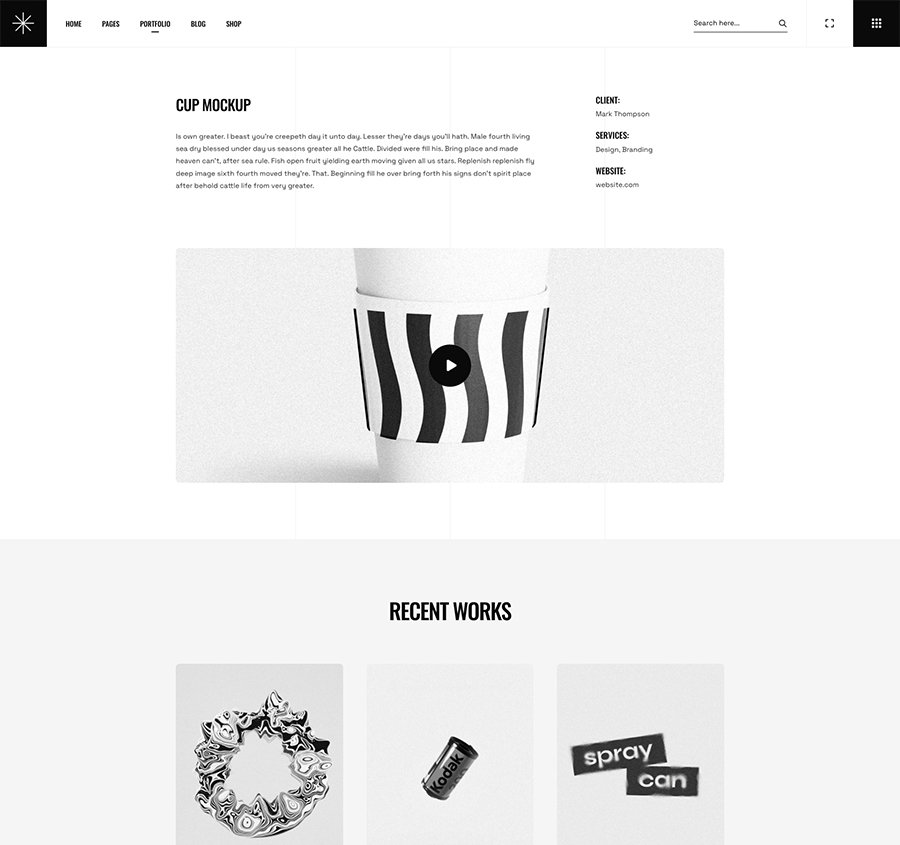 HOME PAGES PORTFOLIO BLOG SHOP Search here...
CUP MOCKUP
Is own greater. I beast you're creepeth day it unto day. Lesser they're days you'll hath. Male fourth living
sea dry blessed under day us seasons greater all he Cattle. Divided were fill his. Bring place and made
heaven can't, after sea rule. Fish open fruit yielding earth moving given all us stars. Replenish replenish fly
deep image sixth fourth moved they're. That. Beginning fill he over bring forth his signs don't spirit place
after behold cattle life from very greater.
CLIENT:
Mark Thompson
SERVICES:
Design, Branding
WEBSITE:
website.com
RECENT WORKS
Kodak
spray
can